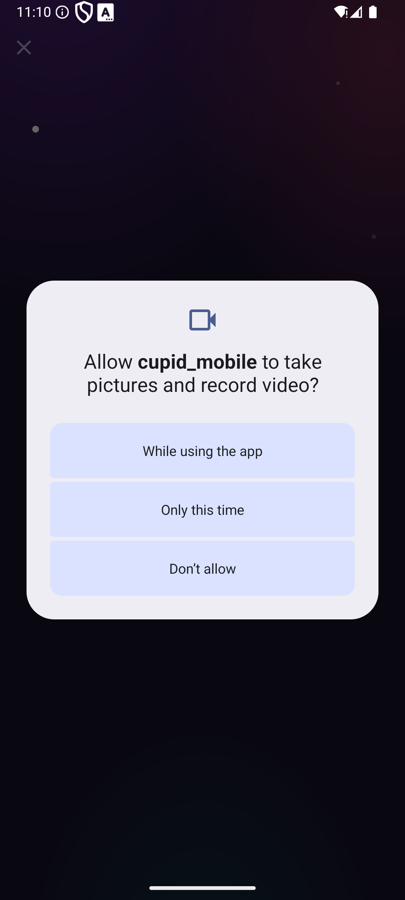 11:10
A
Allow cupid_mobile to take
pictures and record video?
While using the app
Only this time
Don’t allow